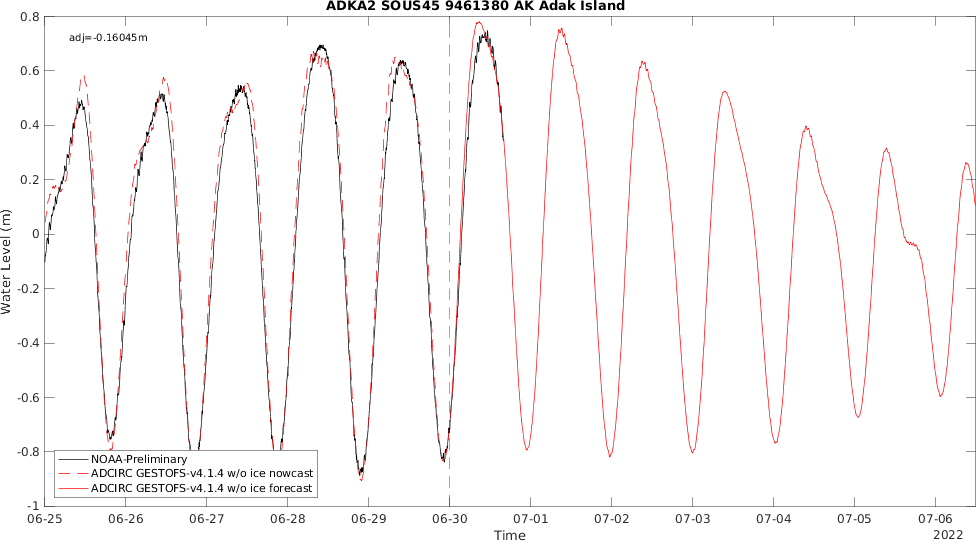 ADKA2 SOUS45 9461380 AK Adak Island
adj=-0.16045m
0.8
0.6
0.4
0.2
0
-0.2
-0.4
-0.6
-0.8
-1
Water Level (m)
NOAA-Preliminary
ADCIRC GESTOFS-v4.1.4 w/o ice nowcast
ADCIRC GESTOFS-v4.1.4 w/o ice forecast
06-25 06-26 06-27 06-28 06-29 06-30 07-01 07-02 07-03 07-04 07-05 07-06
Time
2022